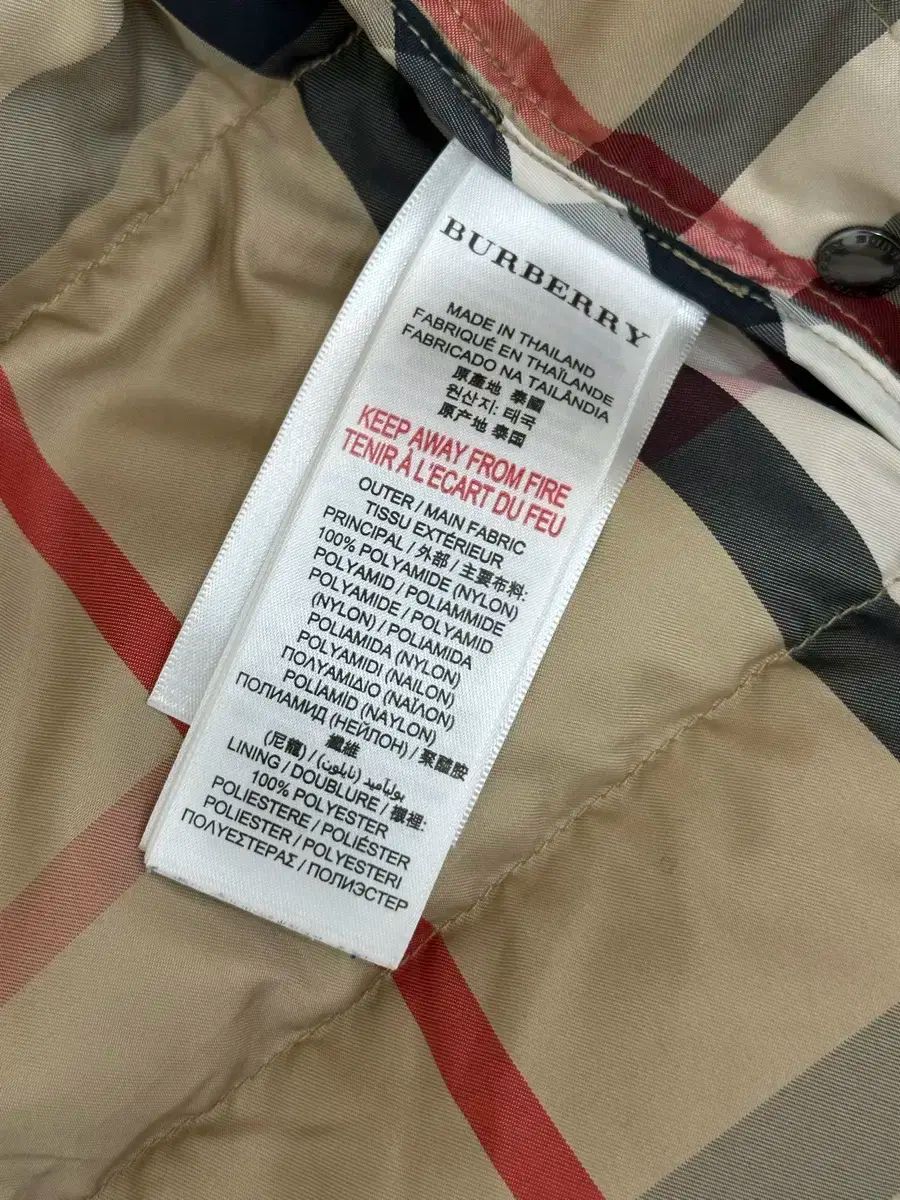 BURBERRY
MADE IN THAILAND
FABRIQUÉ EN THAÏLANDE
FABRICADO NA TAILÂNDIA
原產地 泰國
원산지: 태국
原产地 泰国
KEEP AWAY FROM FIRE
TENIR À L'ECART DU FEU
OUTER / MAIN FABRIC
TISSU EXTÉRIEUR
PRINCIPAL / 外部 / 主要布料:
100% POLYAMIDE (NYLON)
POLYAMID / POLIAMMIDE
POLYAMIDE / POLYAMID
(NYLON) / POLIAMIDA
POLIAMIDA (NYLON)
POLYAMIDI (NAILON)
ΠΟΛΥΑΜΙΔΙΟ (ΝΑΪΛΟΝ)
POLÍAMID (NAYLON)
ПОЛИАМИД (НЕЙЛОН) / 聚醯胺
纖維
(尼龍) / بولياميد (نايلون)
LINING / DOUBLURE / 襯裡:
100% POLYESTER
POLIESTERE / POLIÉSTER
POLIESTER / POLYESTERI
ΠΟΛΥΕΣΤΕΡΑΣ / ПОЛИЭСТЕР